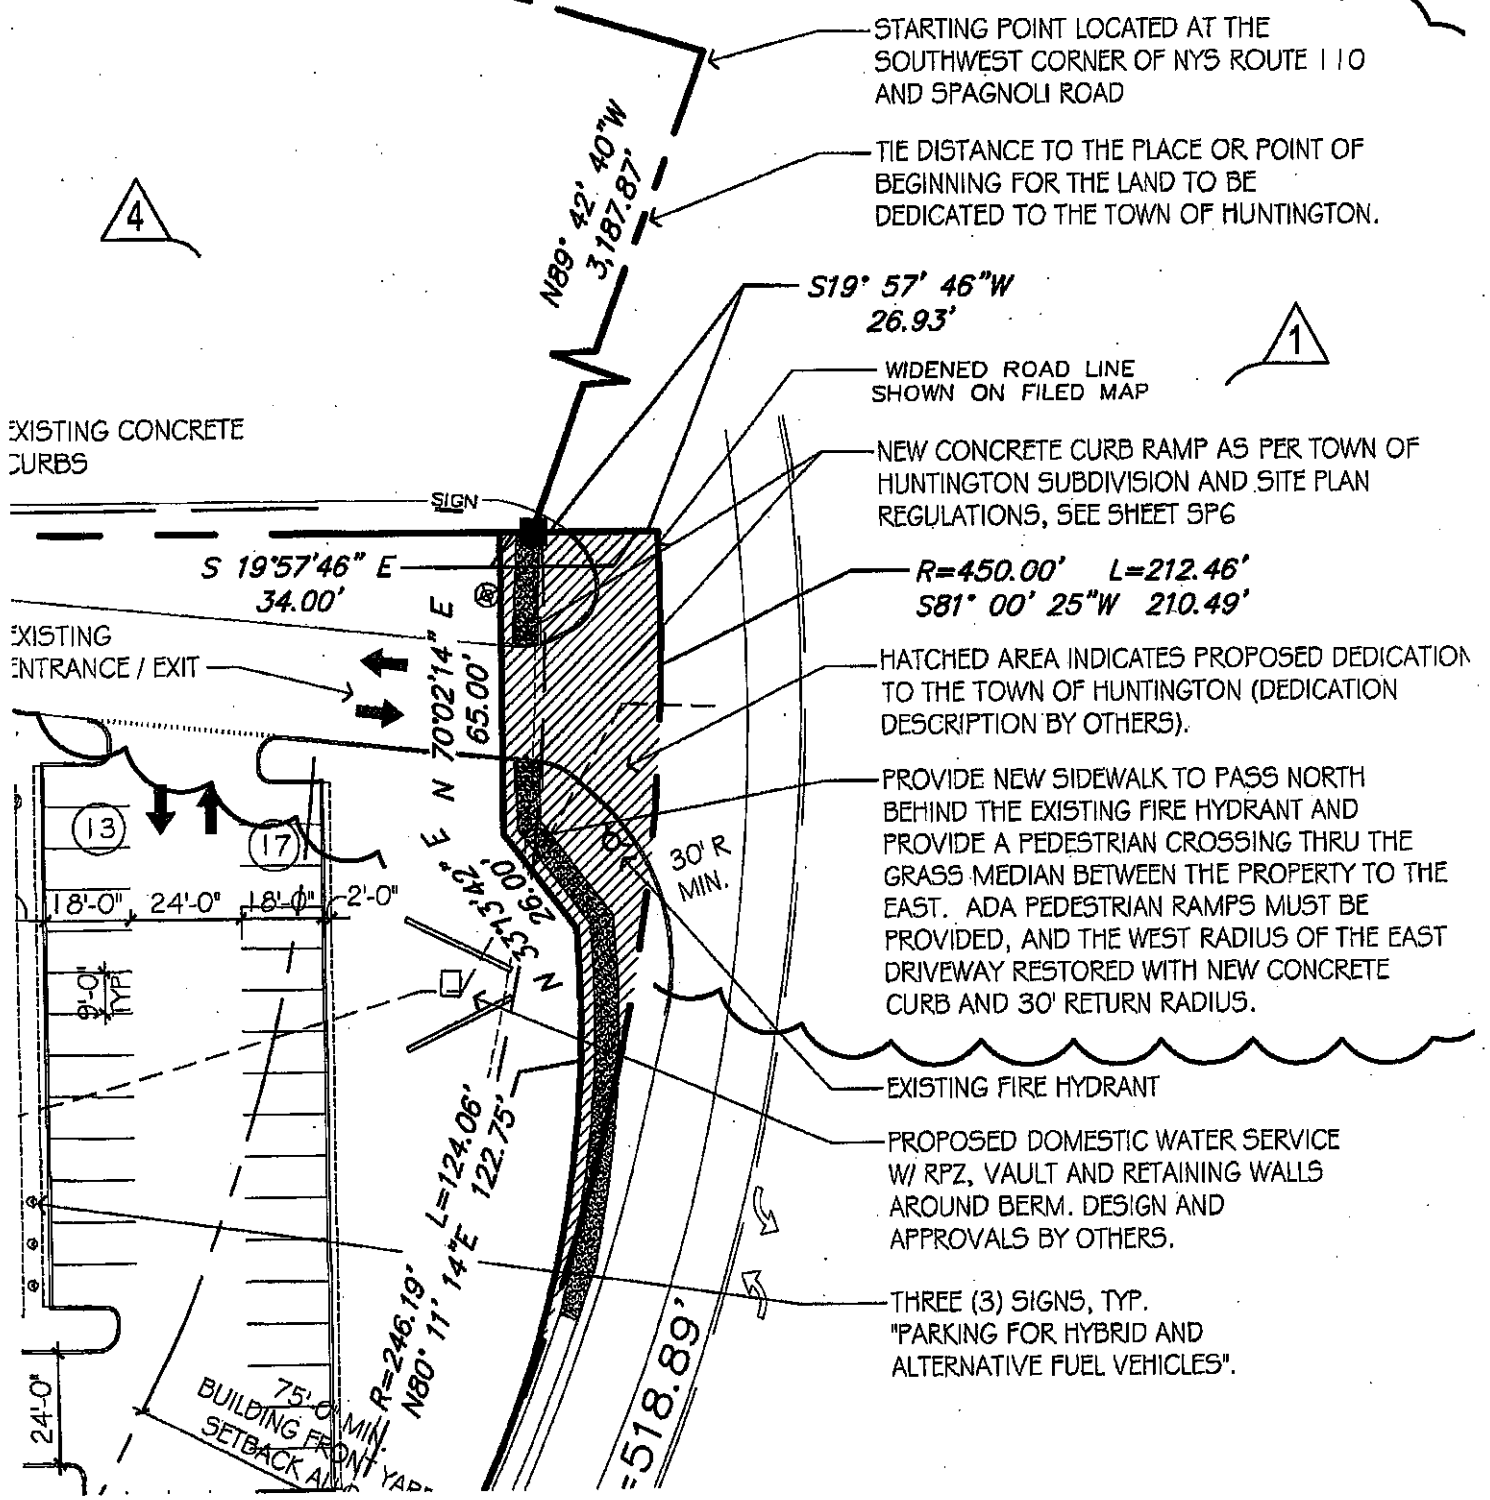 STARTING POINT LOCATED AT THE
SOUTHWEST CORNER OF NYS ROUTE 110
AND SPAGNOLI ROAD
TIE DISTANCE TO THE PLACE OR POINT OF
BEGINNING FOR THE LAND TO BE
DEDICATED TO THE TOWN OF HUNTINGTON.
N89° 42' 40"W
3,187.87'
4
S19° 57' 46"W
26.93'
1
WIDENED ROAD LINE
SHOWN ON FILED MAP
EXISTING CONCRETE
CURBS
NEW CONCRETE CURB RAMP AS PER TOWN OF
HUNTINGTON SUBDIVISION AND SITE PLAN
REGULATIONS, SEE SHEET SP6
SIGN
S 19°57'46" E
34.00'
R=450.00' L=212.46'
S81° 00' 25"W 210.49'
N 70°02'14" E
65.00'
EXISTING
ENTRANCE / EXIT
HATCHED AREA INDICATES PROPOSED DEDICATION
TO THE TOWN OF HUNTINGTON (DEDICATION
DESCRIPTION BY OTHERS).
PROVIDE NEW SIDEWALK TO PASS NORTH
BEHIND THE EXISTING FIRE HYDRANT AND
PROVIDE A PEDESTRIAN CROSSING THRU THE
GRASS MEDIAN BETWEEN THE PROPERTY TO THE
EAST. ADA PEDESTRIAN RAMPS MUST BE
PROVIDED, AND THE WEST RADIUS OF THE EAST
DRIVEWAY RESTORED WITH NEW CONCRETE
CURB AND 30' RETURN RADIUS.
13
17
30' R
MIN.
N 53°13'42" E
26.00'
18'-0" 24'-0" 18'-0" 2'-0"
9'-0"
TYP.
EXISTING FIRE HYDRANT
PROPOSED DOMESTIC WATER SERVICE
W/ RPZ, VAULT AND RETAINING WALLS
AROUND BERM. DESIGN AND
APPROVALS BY OTHERS.
R=246.19' L=124.06'
N80° 11' 14"E 122.75'
THREE (3) SIGNS, TYP.
"PARKING FOR HYBRID AND
ALTERNATIVE FUEL VEHICLES".
24'-0"
75'-0" MIN.
BUILDING FRONT YARD
SETBACK
=518.89'